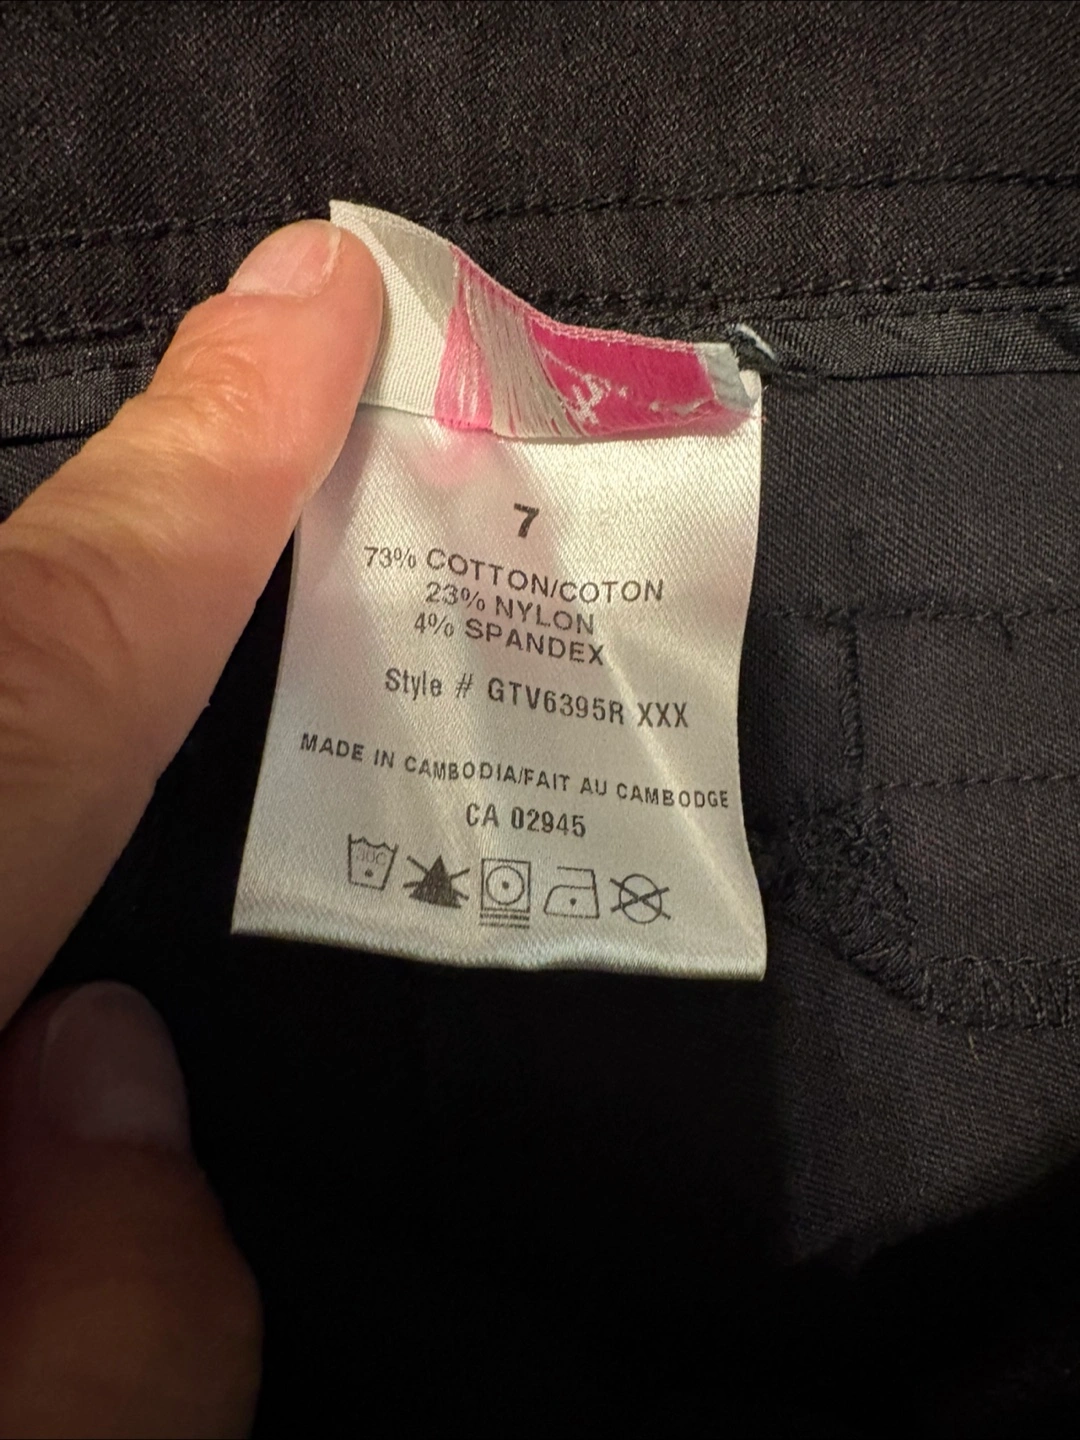 7
73% COTTON/COTON
23% NYLON
4% SPANDEX
Style # GTV6395R XXX
MADE IN CAMBODIA/FAIT AU CAMBODGE
CA 02945
30C